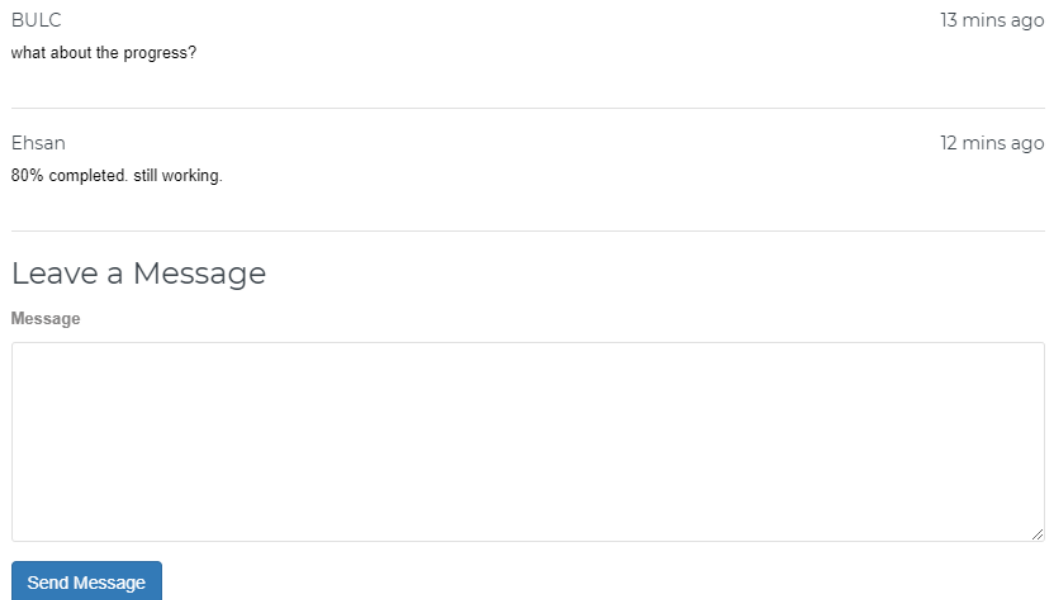 BULC 13 mins ago
what about the progress?
Ehsan 12 mins ago
80% completed. still working.
Leave a Message
Message
Send Message